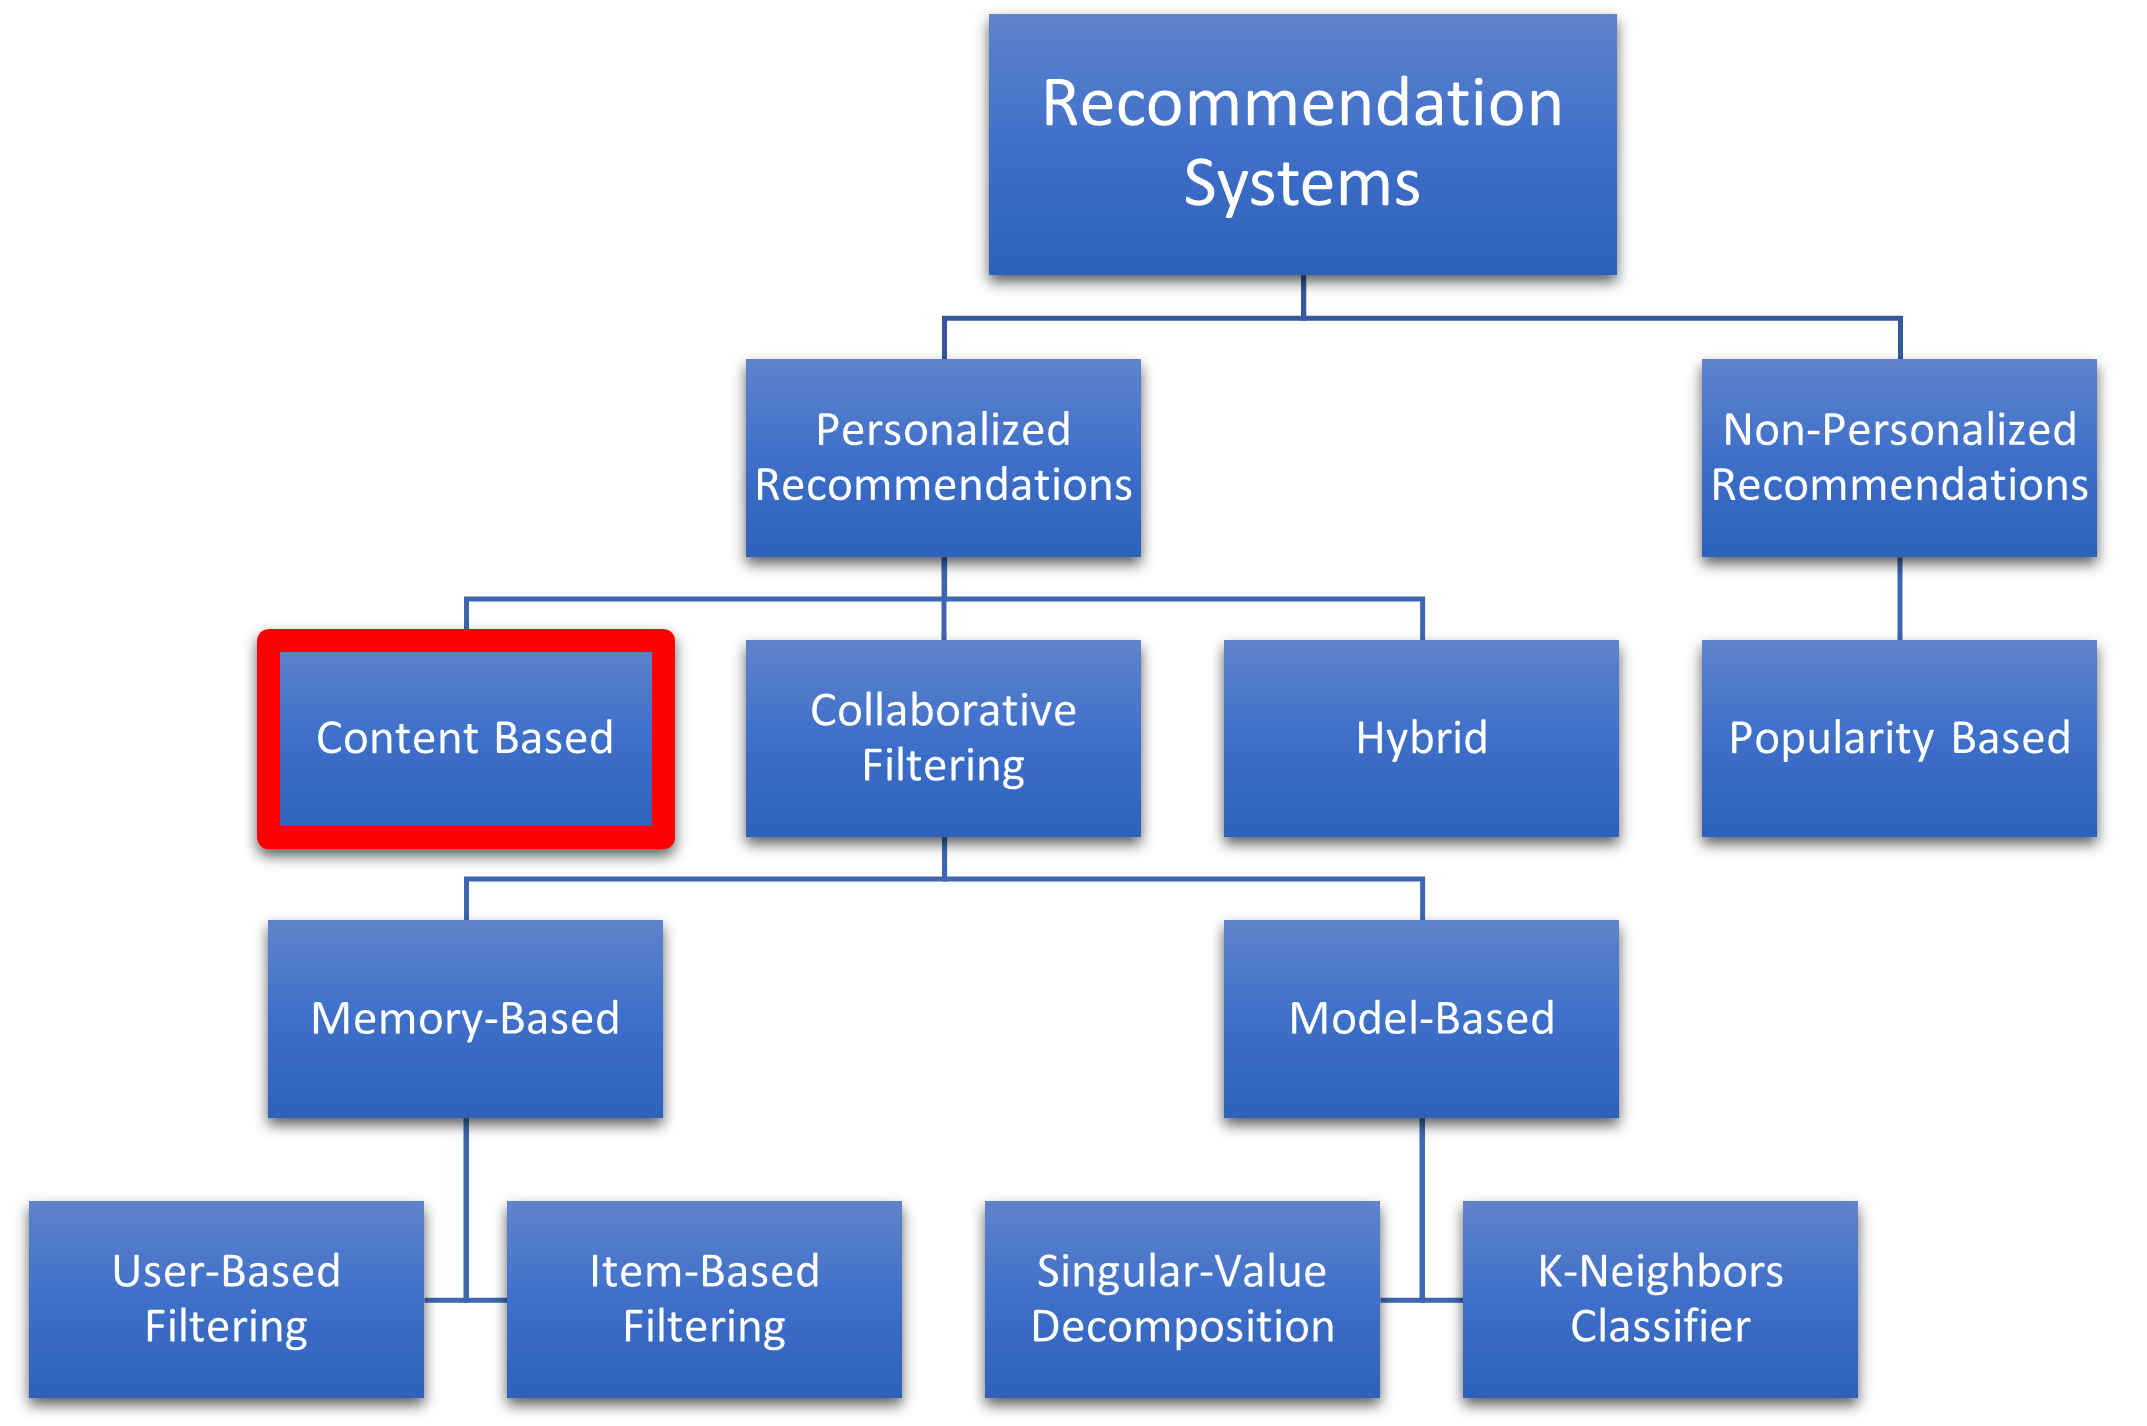 Recommendation
Systems
Personalized
Recommendations
Non-Personalized
Recommendations
Content Based
Collaborative
Filtering
Hybrid
Popularity Based
Memory-Based
Model-Based
User-Based
Filtering
Item-Based
Filtering
Singular-Value
Decomposition
K-Neighbors
Classifier